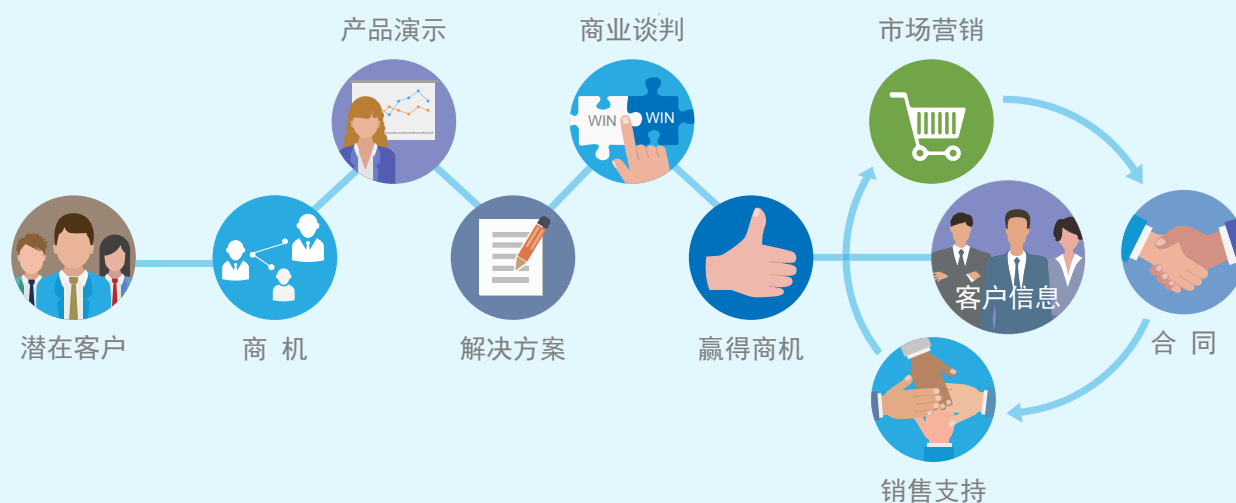 产品演示
商业谈判
市场营销
WIN
WIN
客户信息
潜在客户
商 机
解决方案
赢得商机
合 同
销售支持